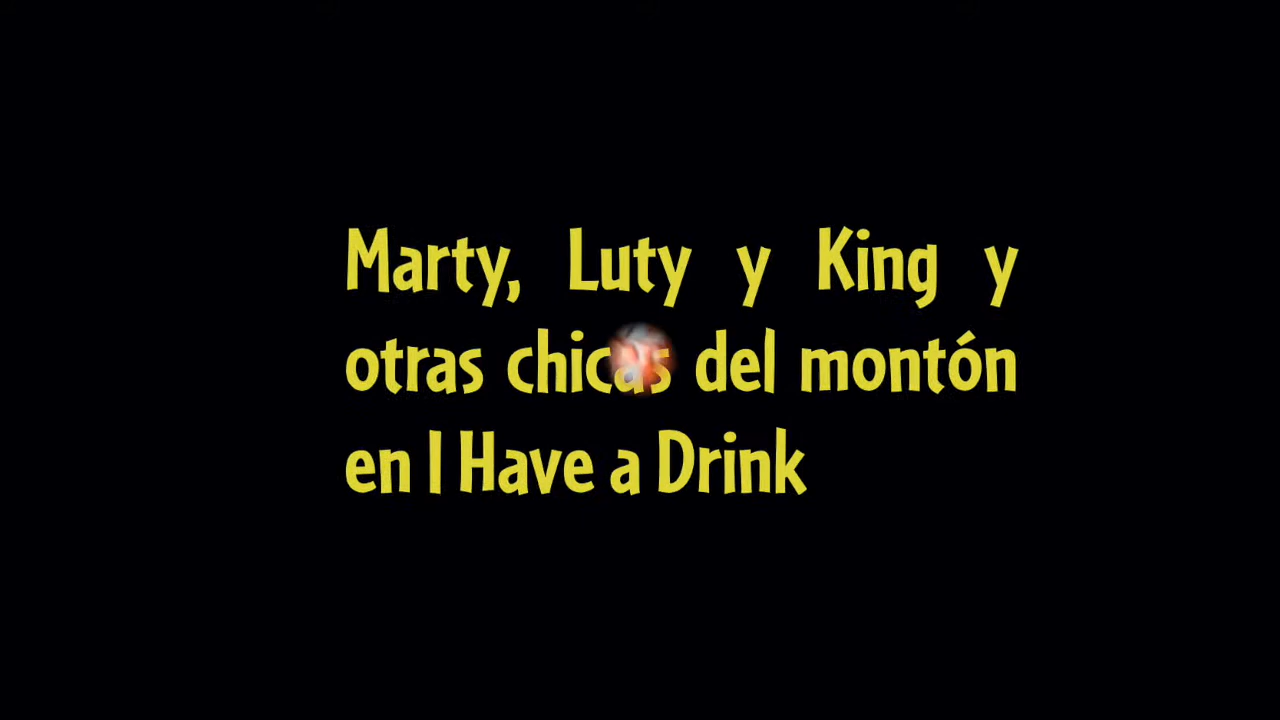 Marty, Luty y King y
otras chicas del montón
en I Have a Drink